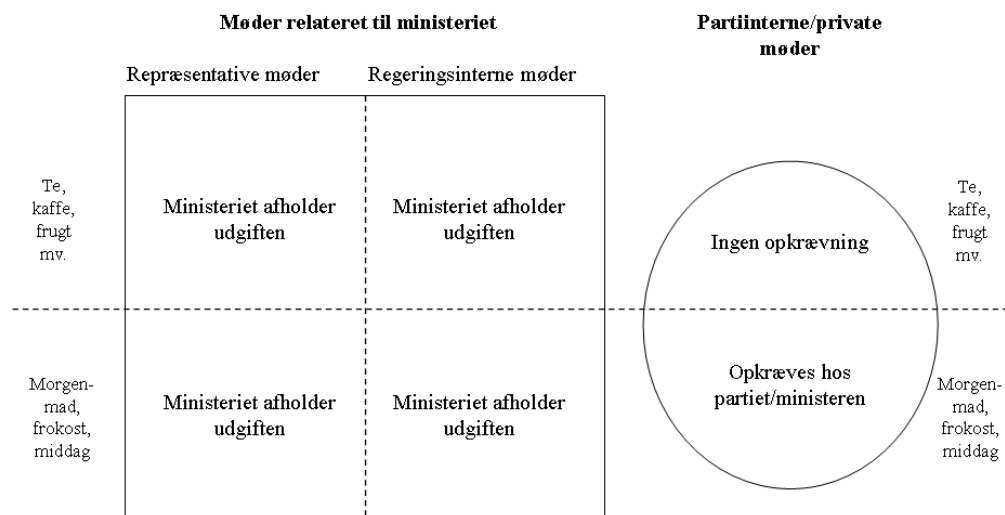 Møder relateret til ministeriet
Partiinterne/private
møder
Repræsentative møder
Regeringsinterne møder
Te,
kaffe,
frugt
mv.
Ministeriet afholder
udgiften
Ministeriet afholder
udgiften
Ingen opkrævning
Te,
kaffe,
frugt
mv.
Morgen-
mad,
frokost,
middag
Ministeriet afholder
udgiften
Ministeriet afholder
udgiften
Opkræves hos
partiet/ministeren
Morgen-
mad,
frokost,
middag